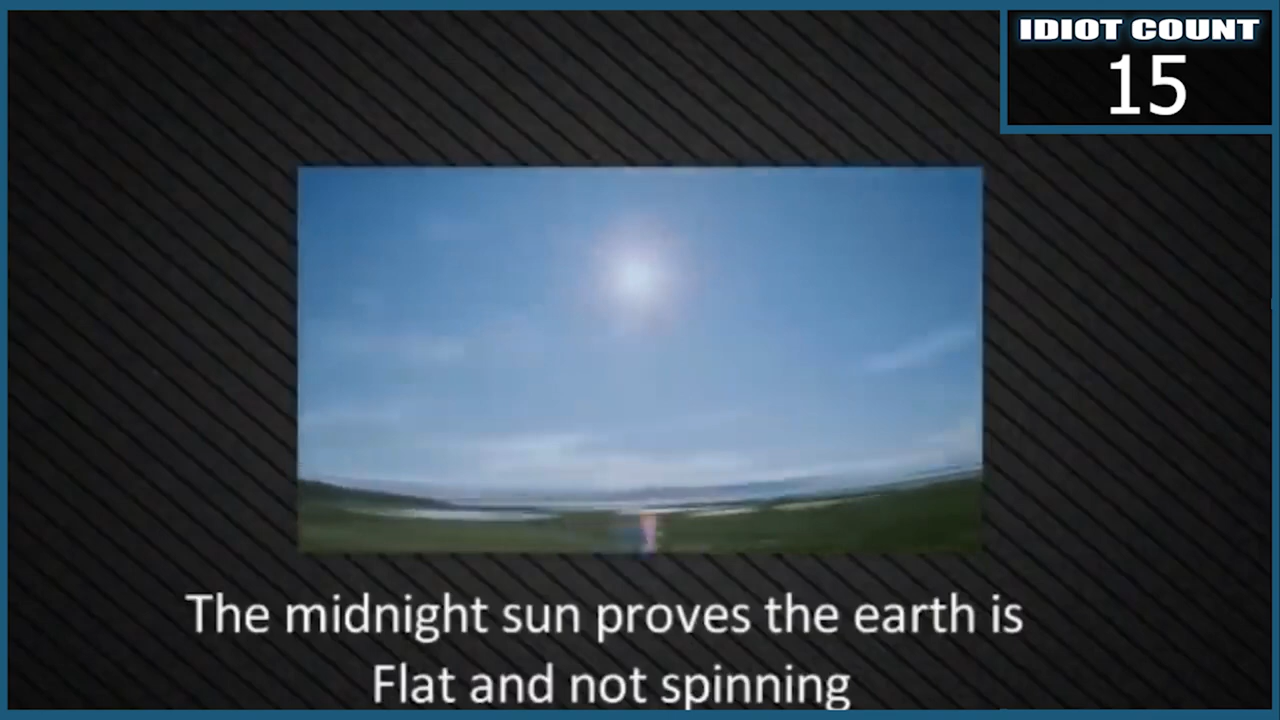 IDIOT COUNT
15
The midnight sun proves the earth is
Flat and not spinning